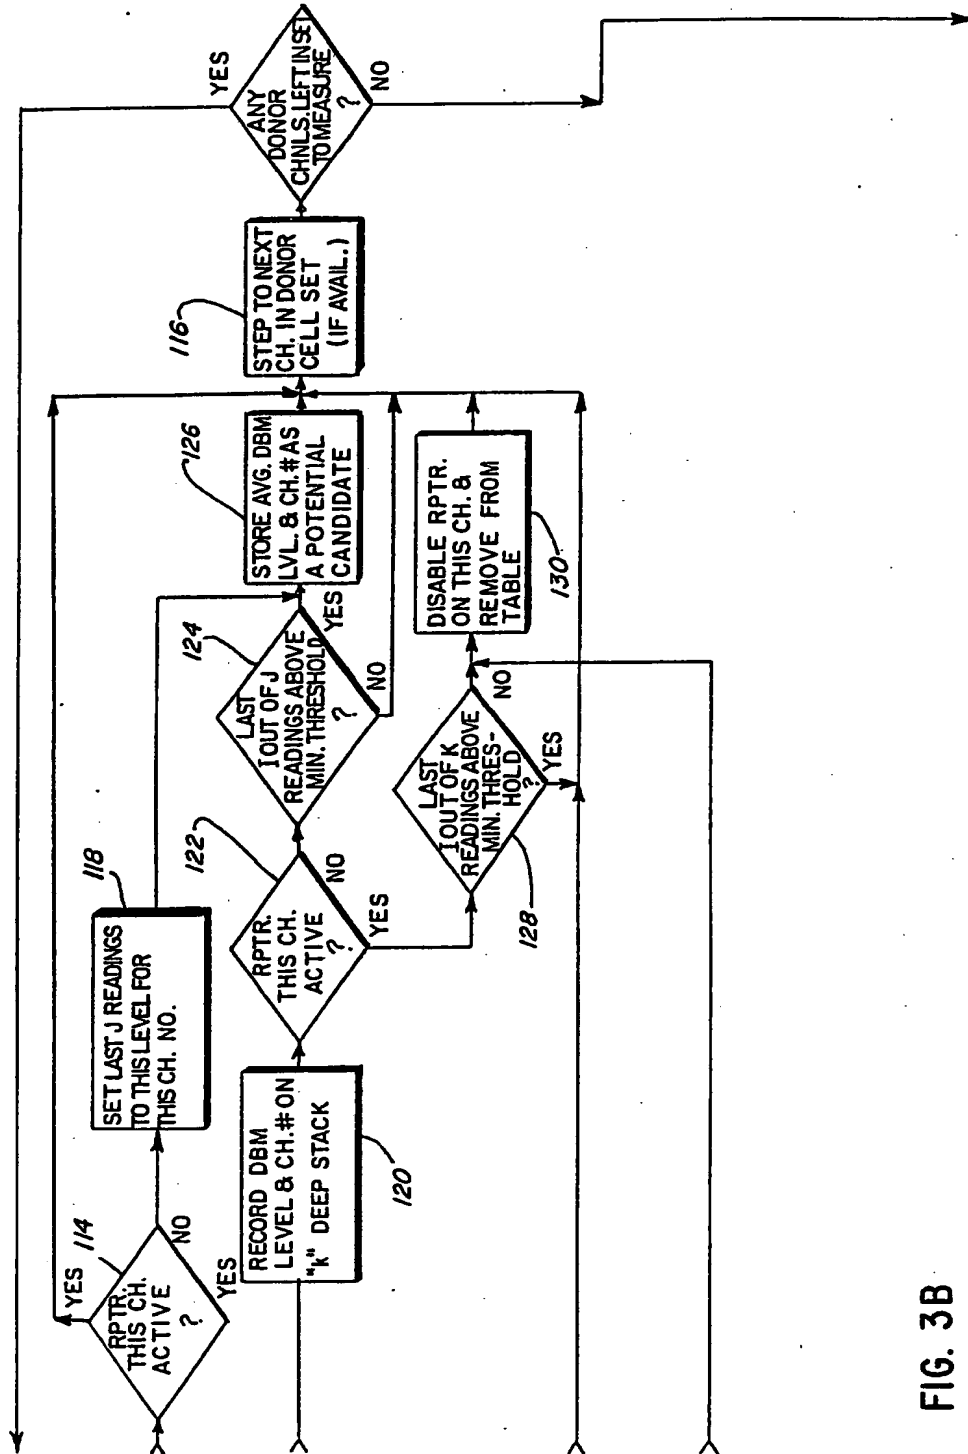 RPTR.
THIS CH.
ACTIVE
?
114
YES
NO
YES
SET LAST J READINGS
TO THIS LEVEL FOR
THIS CH. NO.
118
RECORD DBM
LEVEL & CH.# ON
"k" DEEP STACK
120
RPTR.
THIS CH.
ACTIVE
?
122
NO
YES
LAST
I OUT OF J
READINGS ABOVE
MIN. THRESHOLD
?
124
YES
NO
STORE AVG. DBM
LVL. & CH.# AS
A POTENTIAL
CANDIDATE
126
LAST
I OUT OF K
READINGS ABOVE
MIN. THRES-
HOLD
?
128
NO
YES
DISABLE RPTR.
ON THIS CH. &
REMOVE FROM
TABLE
130
STEP TO NEXT
CH. IN DONOR
CELL SET
(IF AVAIL.)
116
ANY
DONOR
CHNLS. LEFT IN SET
TO MEASURE
?
YES
NO
FIG. 3B